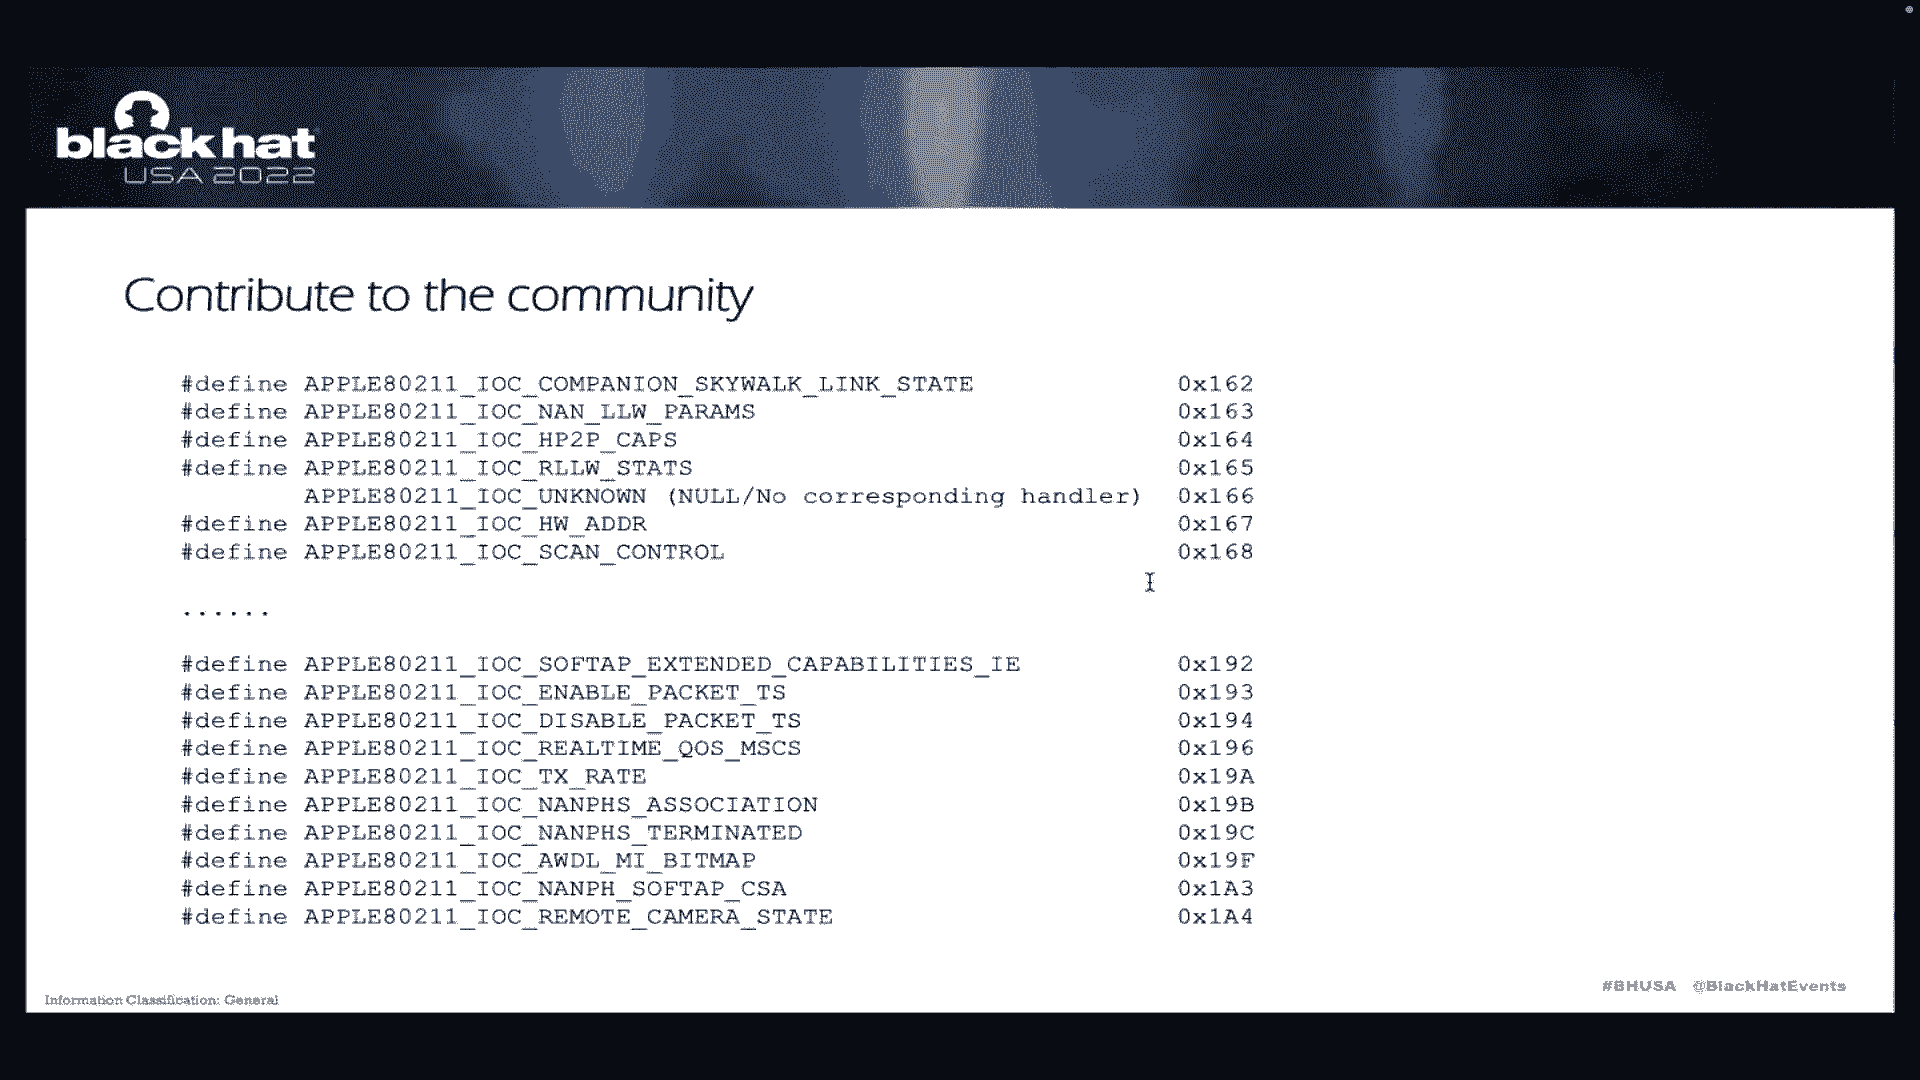 black hat
USA 2022
Contribute to the community
#define APPLE80211_IOC_COMPANION_SKYWALK_LINK_STATE 0x162
#define APPLE80211_IOC_NAN_LLW_PARAMS 0x163
#define APPLE80211_IOC_HP2P_CAPS 0x164
#define APPLE80211_IOC_RLLW_STATS 0x165
APPLE80211_IOC_UNKNOWN (NULL/No corresponding handler) 0x166
#define APPLE80211_IOC_HW_ADDR 0x167
#define APPLE80211_IOC_SCAN_CONTROL 0x168
......
#define APPLE80211_IOC_SOFTAP_EXTENDED_CAPABILITIES_IE 0x192
#define APPLE80211_IOC_ENABLE_PACKET_TS 0x193
#define APPLE80211_IOC_DISABLE_PACKET_TS 0x194
#define APPLE80211_IOC_REALTIME_QOS_MSCS 0x196
#define APPLE80211_IOC_TX_RATE 0x19A
#define APPLE80211_IOC_NANPHS_ASSOCIATION 0x19B
#define APPLE80211_IOC_NANPHS_TERMINATED 0x19C
#define APPLE80211_IOC_AWDL_MI_BITMAP 0x19F
#define APPLE80211_IOC_NANPH_SOFTAP_CSA 0x1A3
#define APPLE80211_IOC_REMOTE_CAMERA_STATE 0x1A4
Information Classification: General
#BHUSA @BlackHatEvents